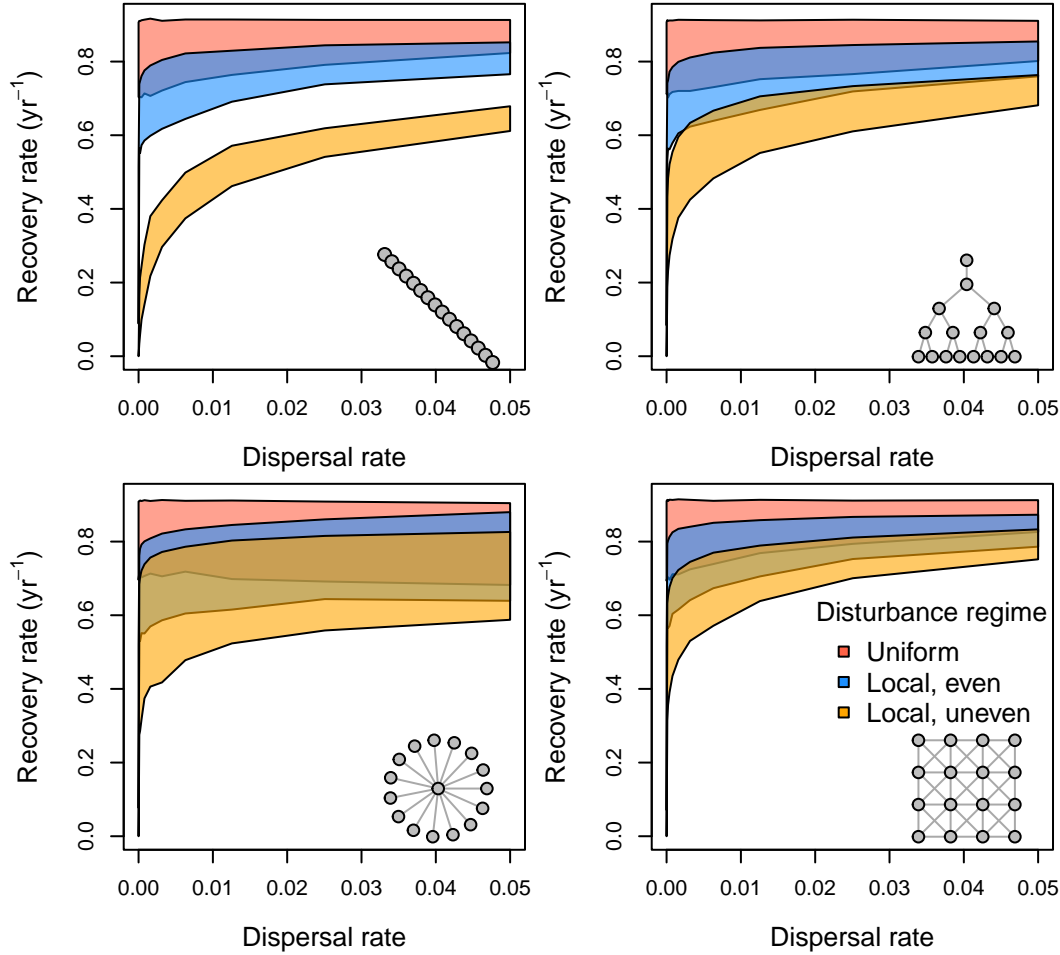 Recovery rate (yr⁻¹)
0.8
0.6
0.4
0.2
0.0
0.00 0.01 0.02 0.03 0.04 0.05
Dispersal rate
Recovery rate (yr⁻¹)
0.8
0.6
0.4
0.2
0.0
0.00 0.01 0.02 0.03 0.04 0.05
Dispersal rate
Recovery rate (yr⁻¹)
0.8
0.6
0.4
0.2
0.0
0.00 0.01 0.02 0.03 0.04 0.05
Dispersal rate
Recovery rate (yr⁻¹)
0.8
0.6
0.4
0.2
0.0
Disturbance regime
Uniform
Local, even
Local, uneven
0.00 0.01 0.02 0.03 0.04 0.05
Dispersal rate